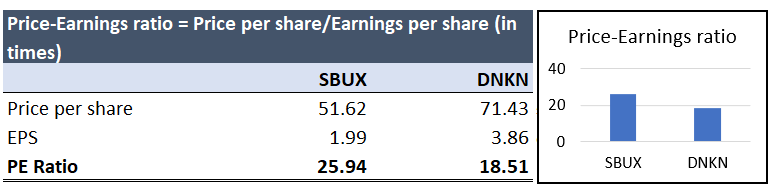 Price-Earnings ratio = Price per share/Earnings per share (in
times)
SBUX DNKN
Price per share 51.62 71.43
EPS 1.99 3.86
PE Ratio 25.94 18.51
Price-Earnings ratio
40
20
0
SBUX DNKN